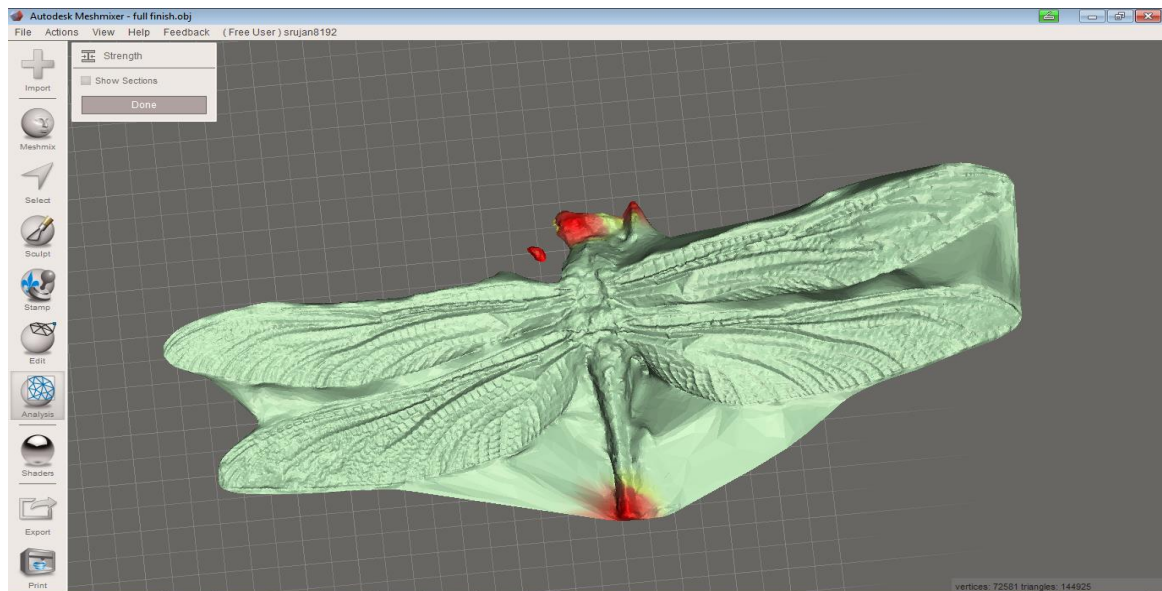 Autodesk Meshmixer - full finish.obj
File Actions View Help Feedback ( Free User ) srujan8192
Strength
Show Sections
Done
Import
Meshmix
Select
Sculpt
Stamp
Edit
Analysis
Shaders
Export
Print
vertices: 72581 triangles: 144925